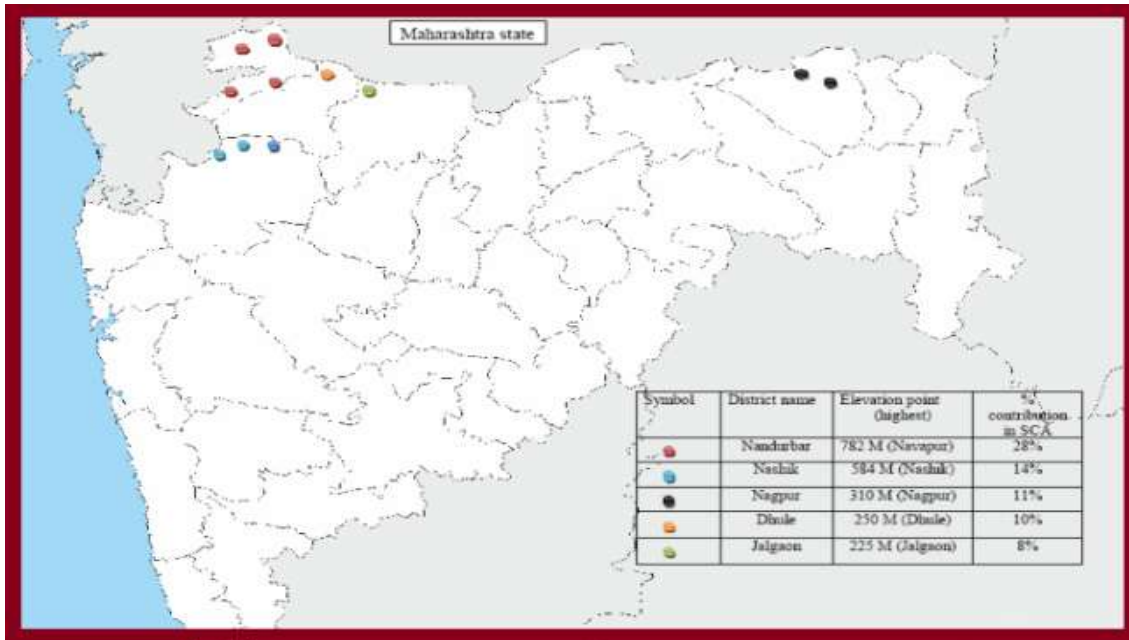 Maharashtra state
Symbol District name Elevation point (highest) % contribution in SCA
Nandurbar 782 M (Navapur) 28%
Nashik 584 M (Nashik) 14%
Nagpur 310 M (Nagpur) 11%
Dhule 250 M (Dhule) 10%
Jalgaon 225 M (Jalgaon) 8%